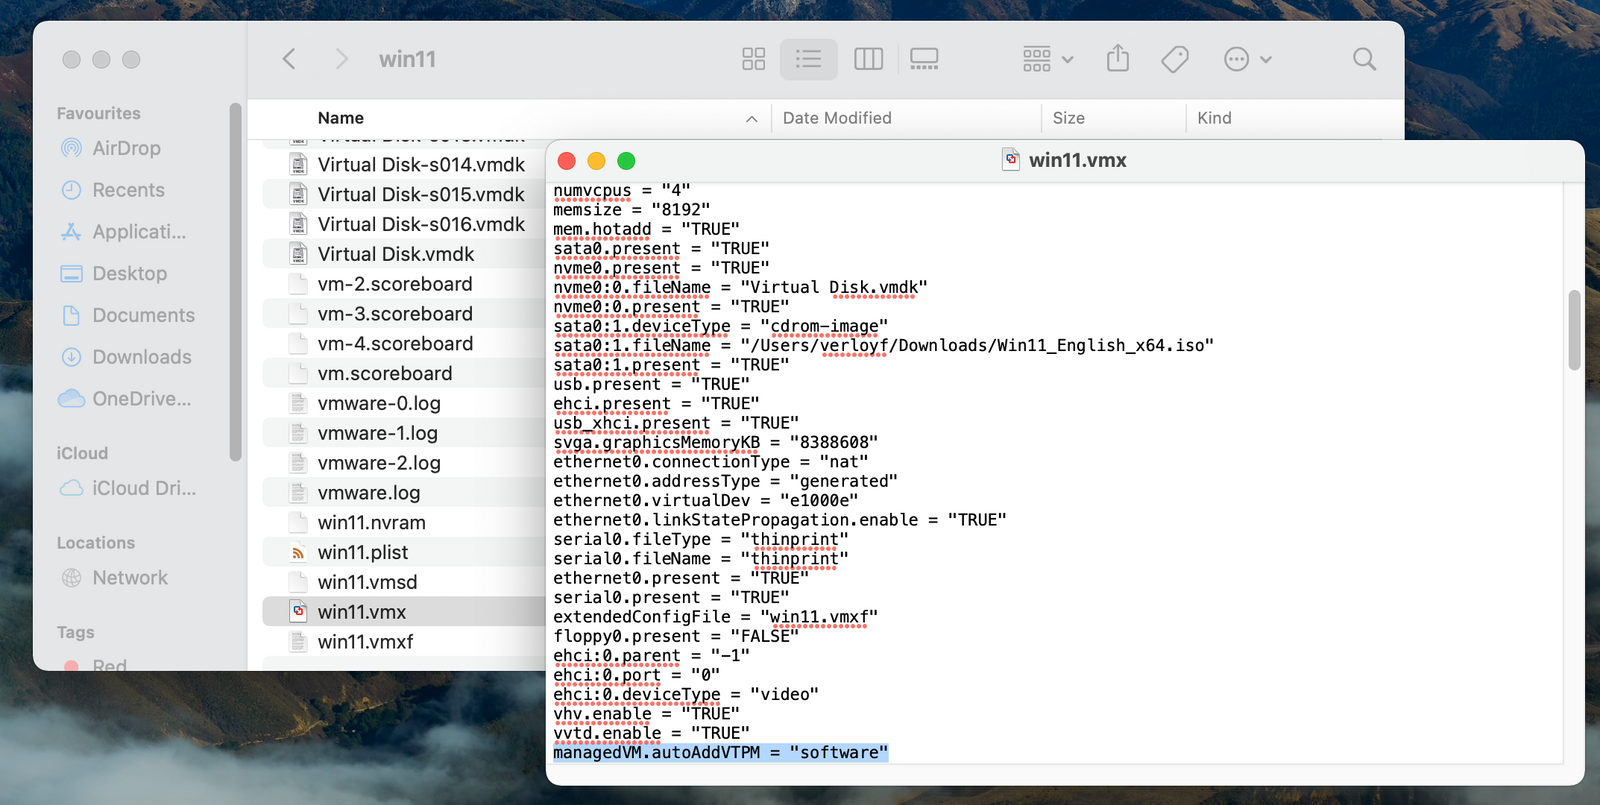 win11
Favourites
AirDrop
Recents
Applicati...
Desktop
Documents
Downloads
OneDrive...
iCloud
iCloud Dri...
Locations
Network
Tags
Red
Name
Date Modified
Size
Kind
Virtual Disk-s014.vmdk
Virtual Disk-s015.vmdk
Virtual Disk-s016.vmdk
Virtual Disk.vmdk
vm-2.scoreboard
vm-3.scoreboard
vm-4.scoreboard
vm.scoreboard
vmware-0.log
vmware-1.log
vmware-2.log
vmware.log
win11.nvram
win11.plist
win11.vmsd
win11.vmx
win11.vmxf
win11.vmx
numvcpus = "4"
memsize = "8192"
mem.hotadd = "TRUE"
sata0.present = "TRUE"
nvme0.present = "TRUE"
nvme0:0.fileName = "Virtual Disk.vmdk"
nvme0:0.present = "TRUE"
sata0:1.deviceType = "cdrom-image"
sata0:1.fileName = "/Users/verloyf/Downloads/Win11_English_x64.iso"
sata0:1.present = "TRUE"
usb.present = "TRUE"
ehci.present = "TRUE"
usb_xhci.present = "TRUE"
svga.graphicsMemoryKB = "8388608"
ethernet0.connectionType = "nat"
ethernet0.addressType = "generated"
ethernet0.virtualDev = "e1000e"
ethernet0.linkStatePropagation.enable = "TRUE"
serial0.fileType = "thinprint"
serial0.fileName = "thinprint"
ethernet0.present = "TRUE"
serial0.present = "TRUE"
extendedConfigFile = "win11.vmxf"
floppy0.present = "FALSE"
ehci:0.parent = "-1"
ehci:0.port = "0"
ehci:0.deviceType = "video"
vhv.enable = "TRUE"
vvtd.enable = "TRUE"
managedVM.autoAddVTPM = "software"